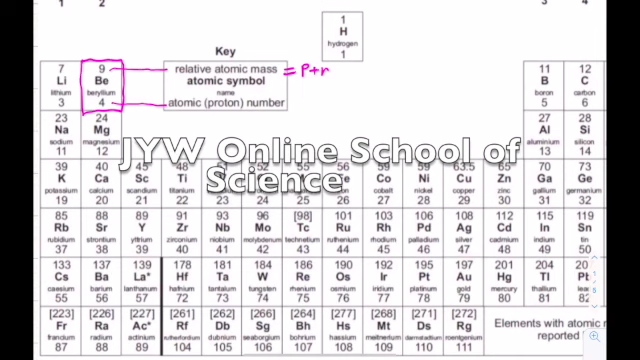 1 2 3 4
1
H
hydrogen
1
Key
relative atomic mass = p+r
atomic symbol
name
atomic (proton) number
7 9 11 12
Li Be B C
lithium beryllium boron carbon
3 4 5 6
23 24 27 28
Na Mg Al Si
sodium magnesium aluminium silicon
11 12 13 14
JYW Online School of
Science
39 40 45 48 51 52 55 56 59 59 63.5 65 70 73
K Ca Sc Ti Co Ni Cu Zn Ga Ge
potassium calcium scandium titanium cobalt nickel copper zinc gallium germanium
19 20 21 22 23 24 25 26 27 28 29 30 31 32
85 88 89 91 93 96 [98] 101 103 106 108 112 115 119
Rb Sr Y Zr Nb Mo Tc Ru Rh Pd Ag Cd In Sn
rubidium strontium yttrium zirconium niobium molybdenum technetium ruthenium rhodium palladium silver cadmium indium tin
37 38 39 40 41 42 43 44 45 46 47 48 49 50
133 137 139 178 181 184 186 190 192 195 197 201 204 20
Cs Ba La* Hf Ta W Re Os Ir Pt Au Hg Tl P
caesium barium lanthanum hafnium tantalum tungsten rhenium osmium iridium platinum gold mercury thallium lea
55 56 57 72 73 74 75 76 77 78 79 80 81 82
[223] [226] [227] [261] [262] [266] [264] [277] [268] [271] [272]
Fr Ra Ac* Rf Db Sg Bh Hs Mt Ds Rg
francium radium actinium rutherfordium dubnium seaborgium bohrium hassium meitnerium darmstadtium roentgenium
87 88 89 104 105 106 107 108 109 110 111
Elements with atomic
reported